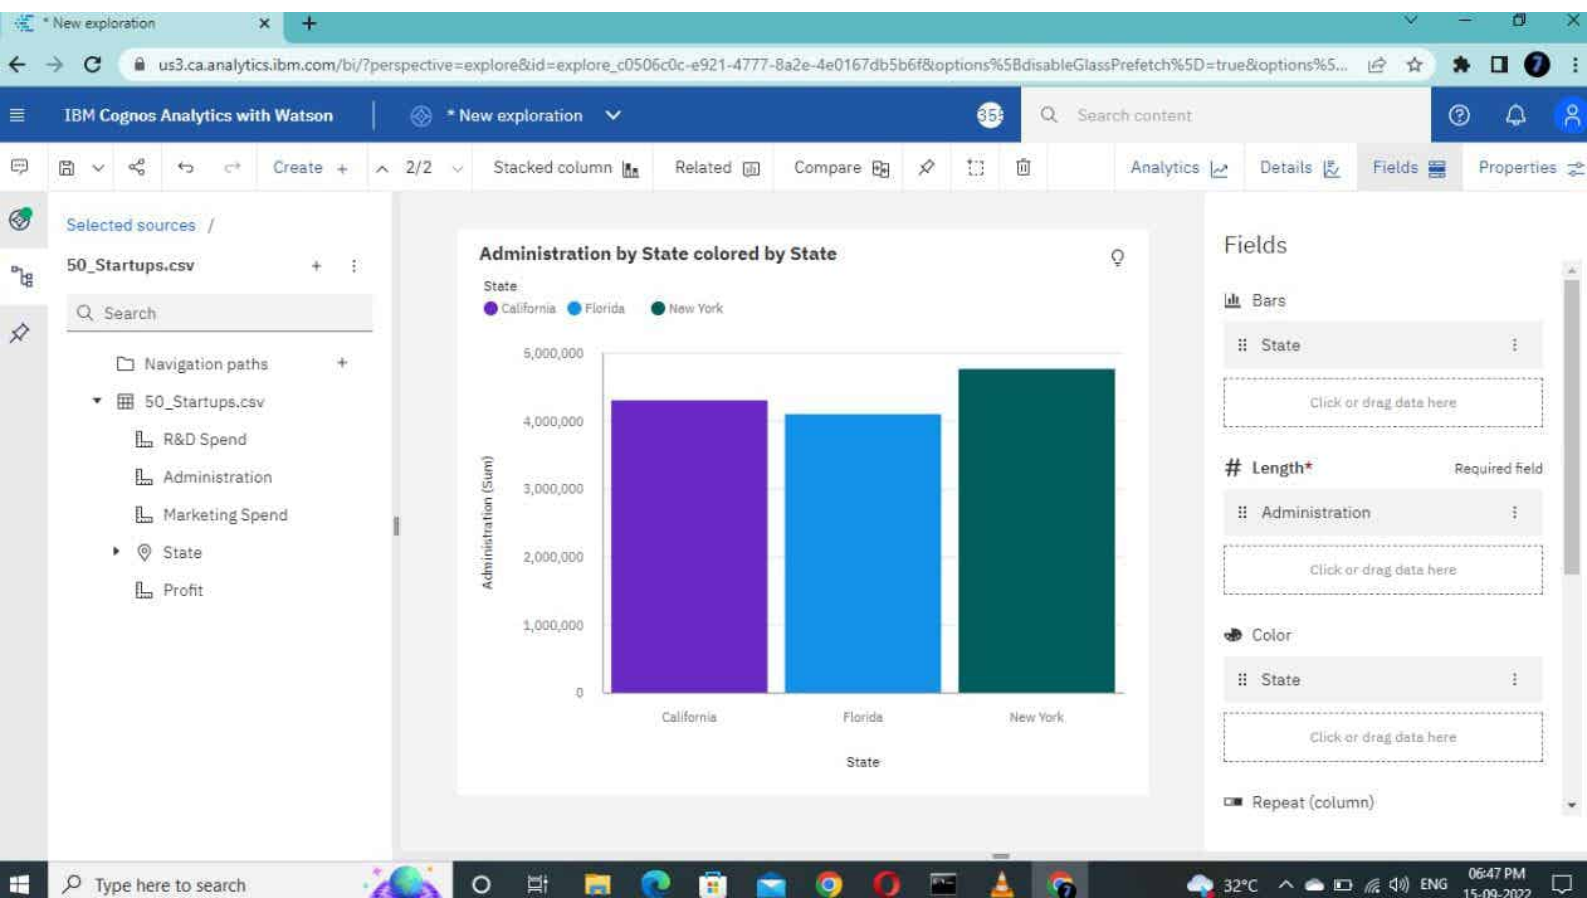 * New exploration
us3.ca.analytics.ibm.com/bi/?perspective=explore&id=explore_c0506c0c-e921-4777-8a2e-4e0167db5b6f&options%5BdisableGlassPrefetch%5D=true&options%5...
IBM Cognos Analytics with Watson
* New exploration
Search content
Create +
2/2
Stacked column
Related
Compare
Analytics
Details
Fields
Properties
Selected sources /
50_Startups.csv
Search
Navigation paths
50_Startups.csv
R&D Spend
Administration
Marketing Spend
State
Profit
Administration by State colored by State
State
California Florida New York
5,000,000
4,000,000
3,000,000
2,000,000
1,000,000
0
Administration (Sum)
California Florida New York
State
Fields
Bars
State
Click or drag data here
# Length* Required field
Administration
Click or drag data here
Color
State
Click or drag data here
Repeat (column)
Type here to search
32°C
ENG
06:47 PM
15-09-2022